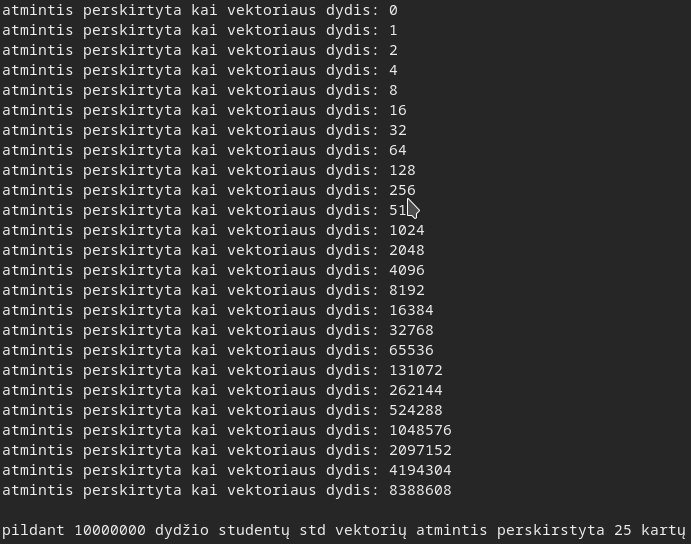 atmintis perskirtyta kai vektoriaus dydis: 0
atmintis perskirtyta kai vektoriaus dydis: 1
atmintis perskirtyta kai vektoriaus dydis: 2
atmintis perskirtyta kai vektoriaus dydis: 4
atmintis perskirtyta kai vektoriaus dydis: 8
atmintis perskirtyta kai vektoriaus dydis: 16
atmintis perskirtyta kai vektoriaus dydis: 32
atmintis perskirtyta kai vektoriaus dydis: 64
atmintis perskirtyta kai vektoriaus dydis: 128
atmintis perskirtyta kai vektoriaus dydis: 256
atmintis perskirtyta kai vektoriaus dydis:
atmintis perskirtyta kai vektoriaus dydis: 1024
atmintis perskirtyta kai vektoriaus dydis: 2048
atmintis perskirtyta kai vektoriaus dydis: 4096
atmintis perskirtyta kai vektoriaus dydis: 8192
atmintis perskirtyta kai vektoriaus dydis: 16384
atmintis perskirtyta kai vektoriaus dydis: 32768
atmintis perskirtyta kai vektoriaus dydis: 65536
atmintis perskirtyta kai vektoriaus dydis: 131072
atmintis perskirtyta kai vektoriaus dydis: 262144
atmintis perskirtyta kai vektoriaus dydis: 524288
atmintis perskirtyta kai vektoriaus dydis: 1048576
atmintis perskirtyta kai vektoriaus dydis: 2097152
atmintis perskirtyta kai vektoriaus dydis: 4194304
atmintis perskirtyta kai vektoriaus dydis: 8388608
pildant 10000000 dydžio studentų std vektorių atmintis perskirstyta 25 kartų